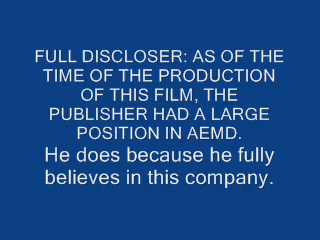 FULL DISCLOSER: AS OF THE
TIME OF THE PRODUCTION
OF THIS FILM, THE
PUBLISHER HAD A LARGE
POSITION IN AEMD.
He does because he fully
believes in this company.